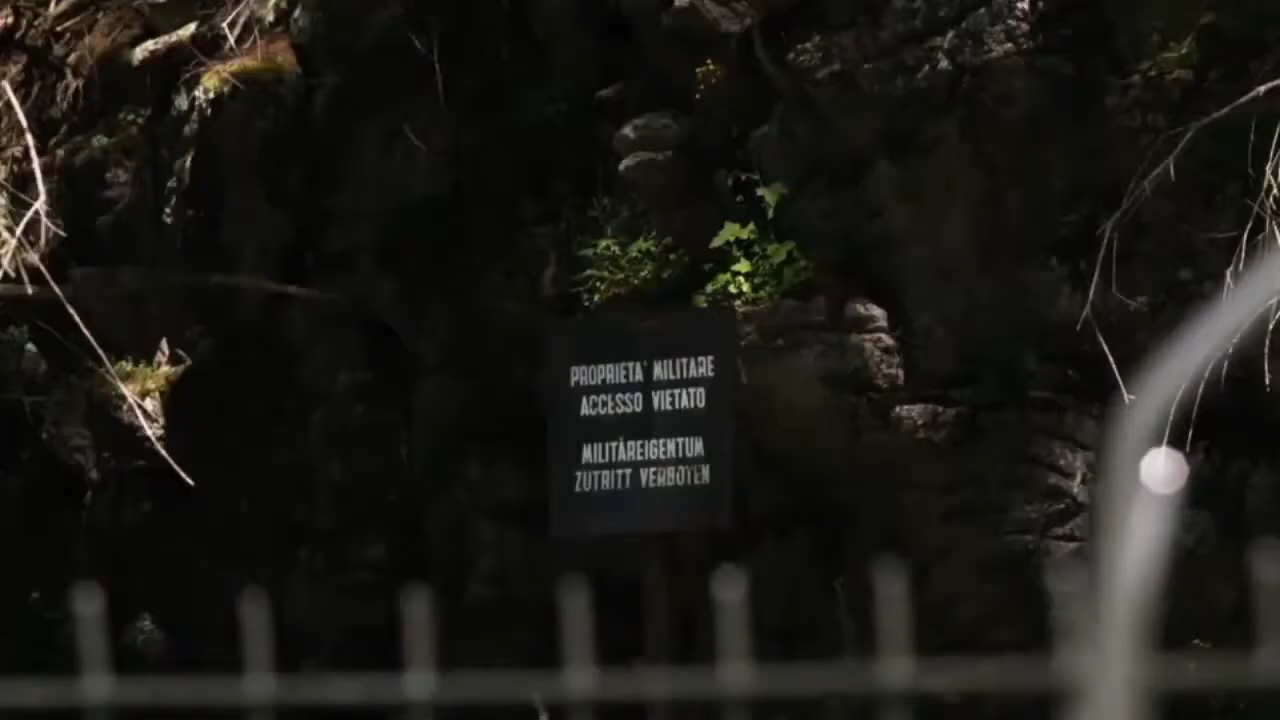 PROPRIETA' MILITARE
ACCESSO VIETATO
MILITÄREIGENTUM
ZUTRITT VERBOTEN